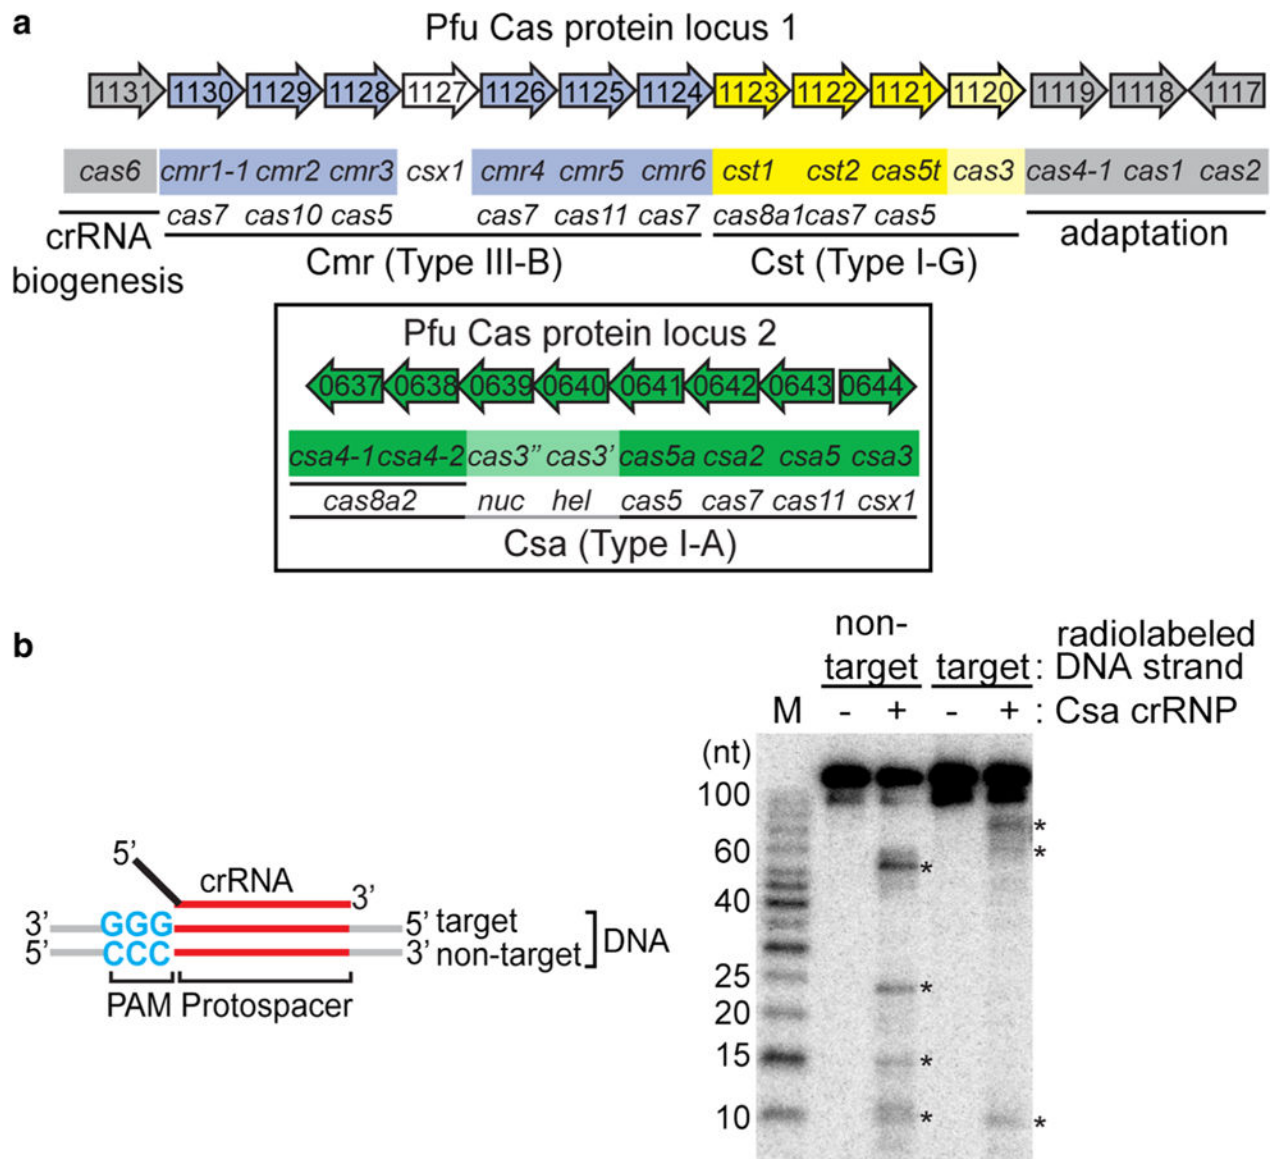 a
Pfu Cas protein locus 1
1131 1130 1129 1128 1127 1126 1125 1124 1123 1122 1121 1120 1119 1118 1117
cas6 cmr1-1 cmr2 cmr3 csx1 cmr4 cmr5 cmr6 cst1 cst2 cas5t cas3 cas4-1 cas1 cas2
cas7 cas10 cas5 cas7 cas11 cas7 cas8a1 cas7 cas5
crRNA biogenesis
Cmr (Type III-B)
Cst (Type I-G)
adaptation
Pfu Cas protein locus 2
0637 0638 0639 0640 0641 0642 0643 0644
csa4-1 csa4-2 cas3” cas3’ cas5a csa2 csa5 csa3
cas8a2 nuc hel cas5 cas7 cas11 csx1
Csa (Type I-A)
b
5’
crRNA
3’
3’ GGG 5’ target
5’ CCC 3’ non-target
] DNA
PAM Protospacer
non-
target target : radiolabeled DNA strand
M - + - + : Csa crRNP
(nt)
100
*
60 *
*
40
25 *
20
15 *
10 * *